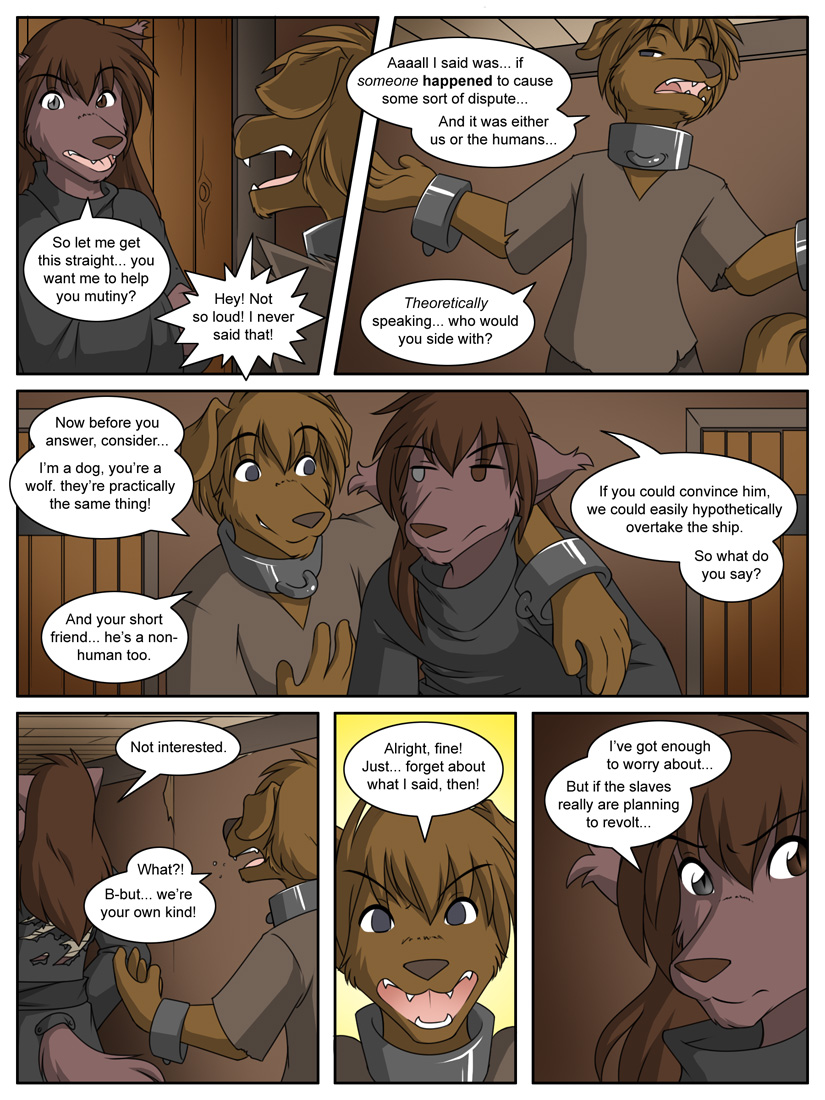 So let me get
this straight... you
want me to help
you mutiny?
Hey! Not
so loud! I never
said that!
Aaaall I said was... if
someone happened to cause
some sort of dispute...
And it was either
us or the humans...
Theoretically
speaking... who would
you side with?
Now before you
answer, consider...
I'm a dog, you're a
wolf. they're practically
the same thing!
And your short
friend... he's a non-
human too.
If you could convince him,
we could easily hypothetically
overtake the ship.
So what do
you say?
Not interested.
What?!
B-but... we're
your own kind!
Alright, fine!
Just... forget about
what I said, then!
I've got enough
to worry about...
But if the slaves
really are planning
to revolt...